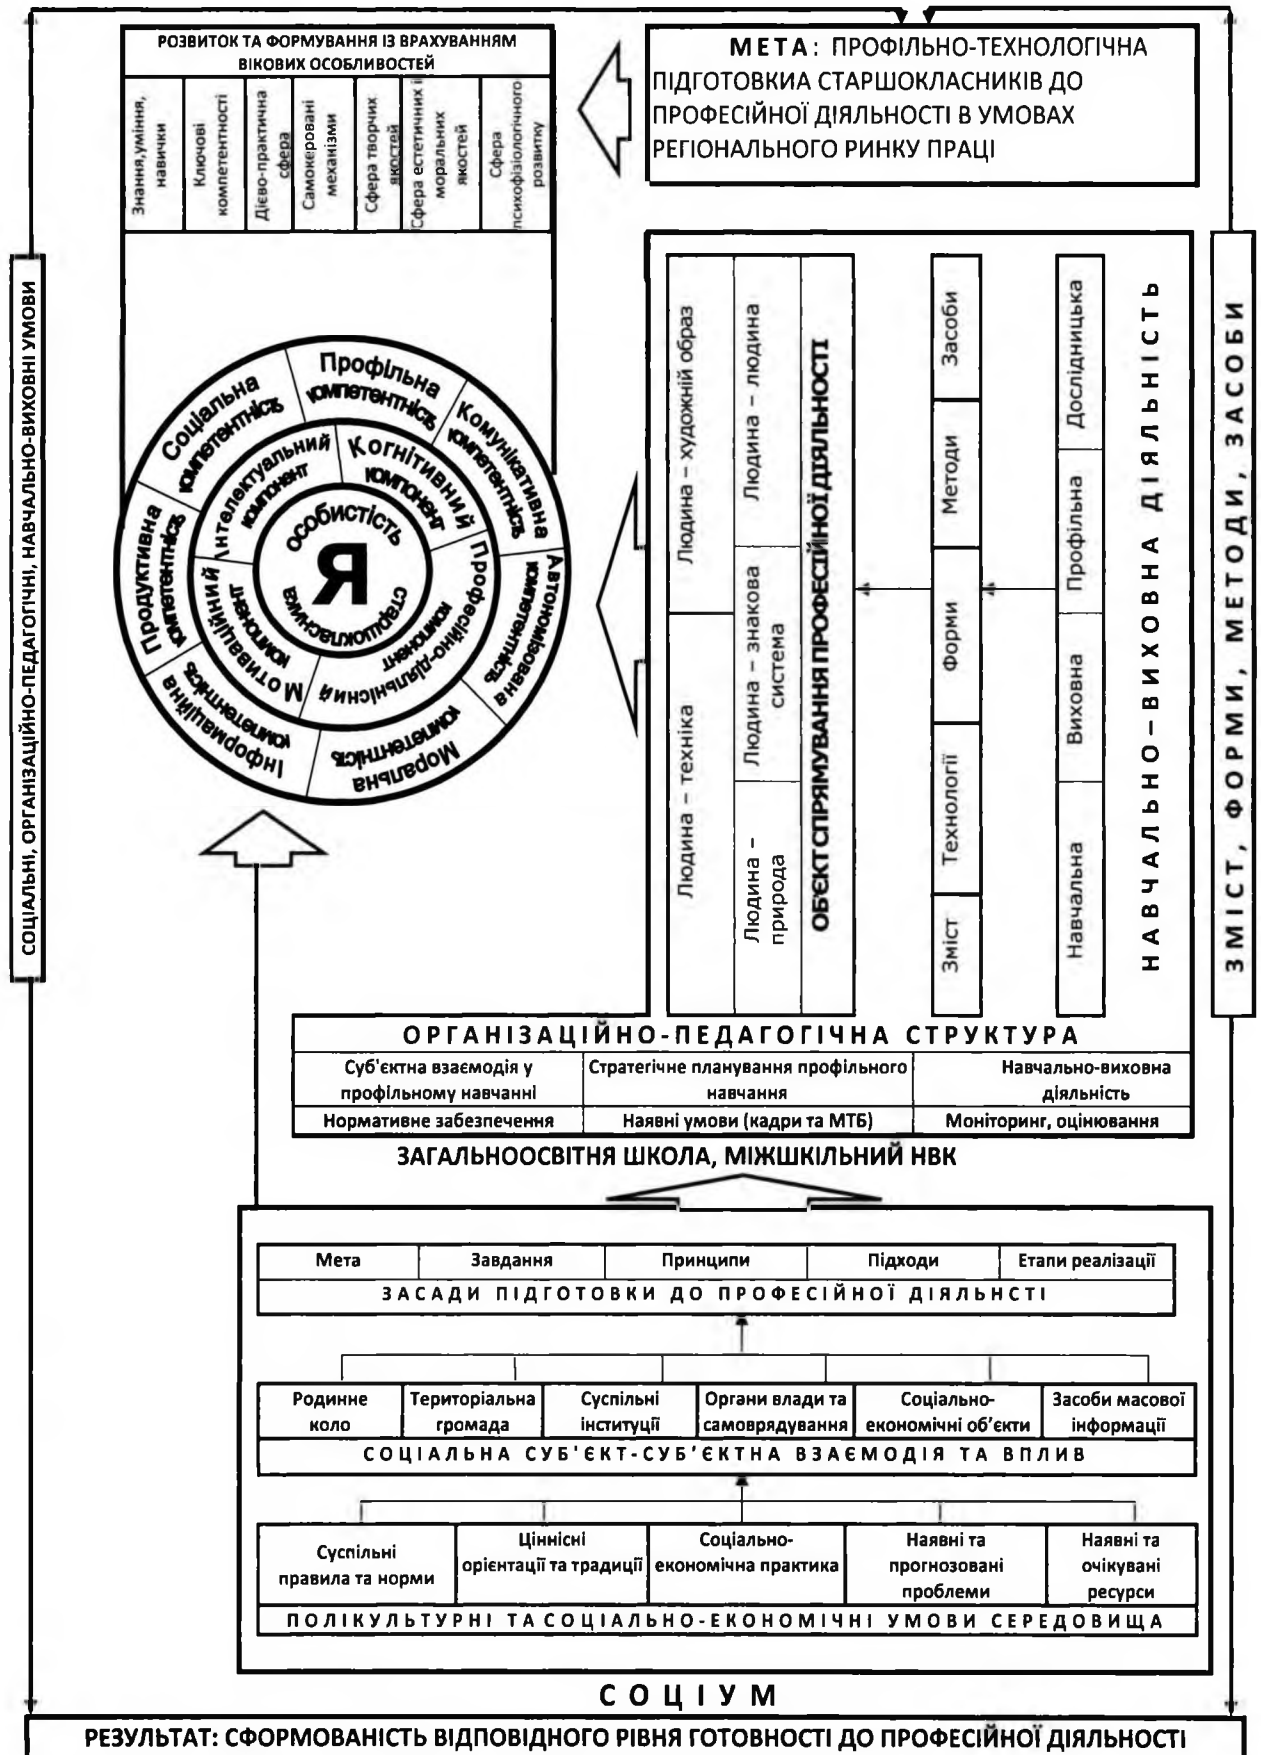 РОЗВИТОК ТА ФОРМУВАННЯ ІЗ ВРАХУВАННЯМ
ВІКОВИХ ОСОБЛИВОСТЕЙ
Знання,уміння,
навички
Ключові
компетентності
Дієво-практична
сфера
Самокеровані
механізми
Сфера творчих
якостей
Сфера естетичних і
моральних
якостей
Сфера
психофізіологічного
розвитку
МЕТА: ПРОФІЛЬНО-ТЕХНОЛОГІЧНА
ПІДГОТОВКИА СТАРШОКЛАСНИКІВ ДО
ПРОФЕСІЙНОЇ ДІЯЛЬНОСТІ В УМОВАХ
РЕГІОНАЛЬНОГО РИНКУ ПРАЦІ
СОЦІАЛЬНІ, ОРГАНІЗАЦІЙНО-ПЕДАГОГІЧНІ, НАВЧАЛЬНО-ВИХОВНІ УМОВИ
Соціальна
компетентність
Профільна
компетентність
Комунікативна
компетентність
Автономізована
компетентність
Моральна
компетентність
Інформаційна
компетентність
Продуктивна
компетентність
Інтелектуальний
компонент
Когнітивний
компонент
Професійно-діяльнісний
компонент
Мотиваційний
компонент
особистість
Я
старшокласника
Людина – техніка
Людина – художній образ
Людина –
природа
Людина – знакова
система
Людина – людина
ОБ'ЄКТ СПРЯМУВАННЯ ПРОФЕСІЙНОЇ ДІЯЛЬНОСТІ
Зміст
Технології
Форми
Методи
Засоби
Навчальна
Виховна
Профільна
Дослідницька
НАВЧАЛЬНО–ВИХОВНА ДІЯЛЬНІСТЬ
ЗМІСТ, ФОРМИ, МЕТОДИ, ЗАСОБИ
ОРГАНІЗАЦІЙНО-ПЕДАГОГІЧНА СТРУКТУРА
Суб'єктна взаємодія у
профільному навчанні
Стратегічне планування профільного
навчання
Навчально-виховна
діяльність
Нормативне забезпечення
Наявні умови (кадри та МТБ)
Моніторинг, оцінювання
ЗАГАЛЬНООСВІТНЯ ШКОЛА, МІЖШКІЛЬНИЙ НВК
Мета
Завдання
Принципи
Підходи
Етапи реалізації
ЗАСАДИ ПІДГОТОВКИ ДО ПРОФЕСІЙНОЇ ДІЯЛЬНСТІ
Родинне
коло
Територіальна
громада
Суспільні
інституції
Органи влади та
самоврядування
Соціально-
економічні об'єкти
Засоби масової
інформації
СОЦІАЛЬНА СУБ'ЄКТ-СУБ'ЄКТНА ВЗАЄМОДІЯ ТА ВПЛИВ
Суспільні
правила та норми
Ціннісні
орієнтації та традиції
Соціально-
економічна практика
Наявні та
прогнозовані
проблеми
Наявні та
очікувані
ресурси
ПОЛІКУЛЬТУРНІ ТАСОЦІАЛЬНО-ЕКОНОМІЧНІ УМОВИ СЕРЕДОВИЩА
СОЦІУМ
РЕЗУЛЬТАТ: СФОРМОВАНІСТЬ ВІДПОВІДНОГО РІВНЯ ГОТОВНОСТІ ДО ПРОФЕСІЙНОЇ ДІЯЛЬНОСТІ